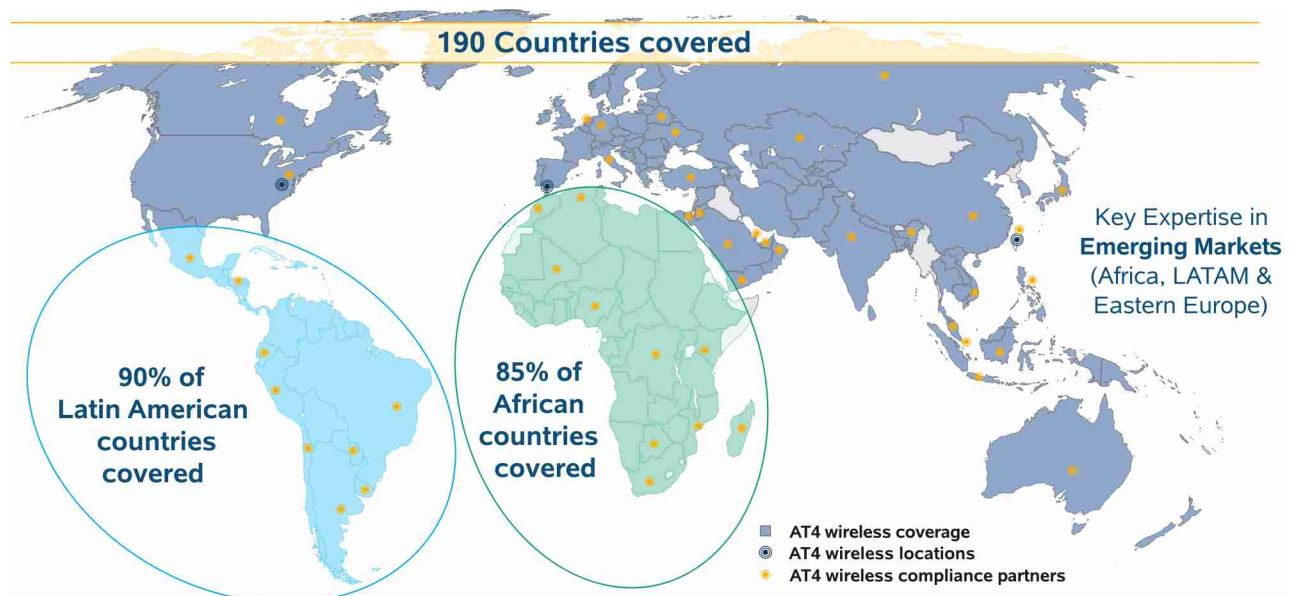 190 Countries covered
Key Expertise in
Emerging Markets
(Africa, LATAM &
Eastern Europe)
90% of
Latin American
countries
covered
85% of
African
countries
covered
AT4 wireless coverage
AT4 wireless locations
AT4 wireless compliance partners